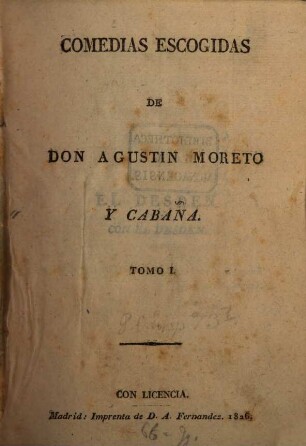 COMEDIAS ESCOGIDAS
DE
DON AGUSTIN MORETO
Y CABAÑA.
TOMO I.
CON LICENCIA.
Madrid: Imprenta de D. A. Fernandez. 1826.